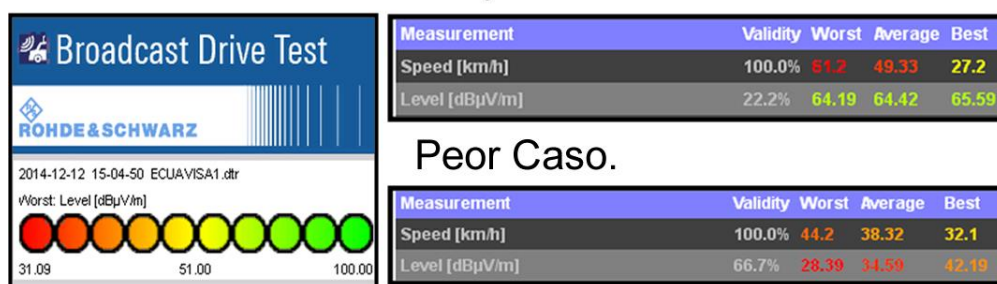 Broadcast Drive Test
ROHDE&SCHWARZ
2014-12-12 15-04-50 ECUAVISA1.dtr
Worst: Level [dBµV/m]
31.09 51.00 100.00
Measurement Validity Worst Average Best
Speed [km/h] 100.0% 61.2 49.33 27.2
Level [dBµV/m] 22.2% 64.19 64.42 65.59
Peor Caso.
Measurement Validity Worst Average Best
Speed [km/h] 100.0% 44.2 38.32 32.1
Level [dBµV/m] 66.7% 28.39 34.59 42.19